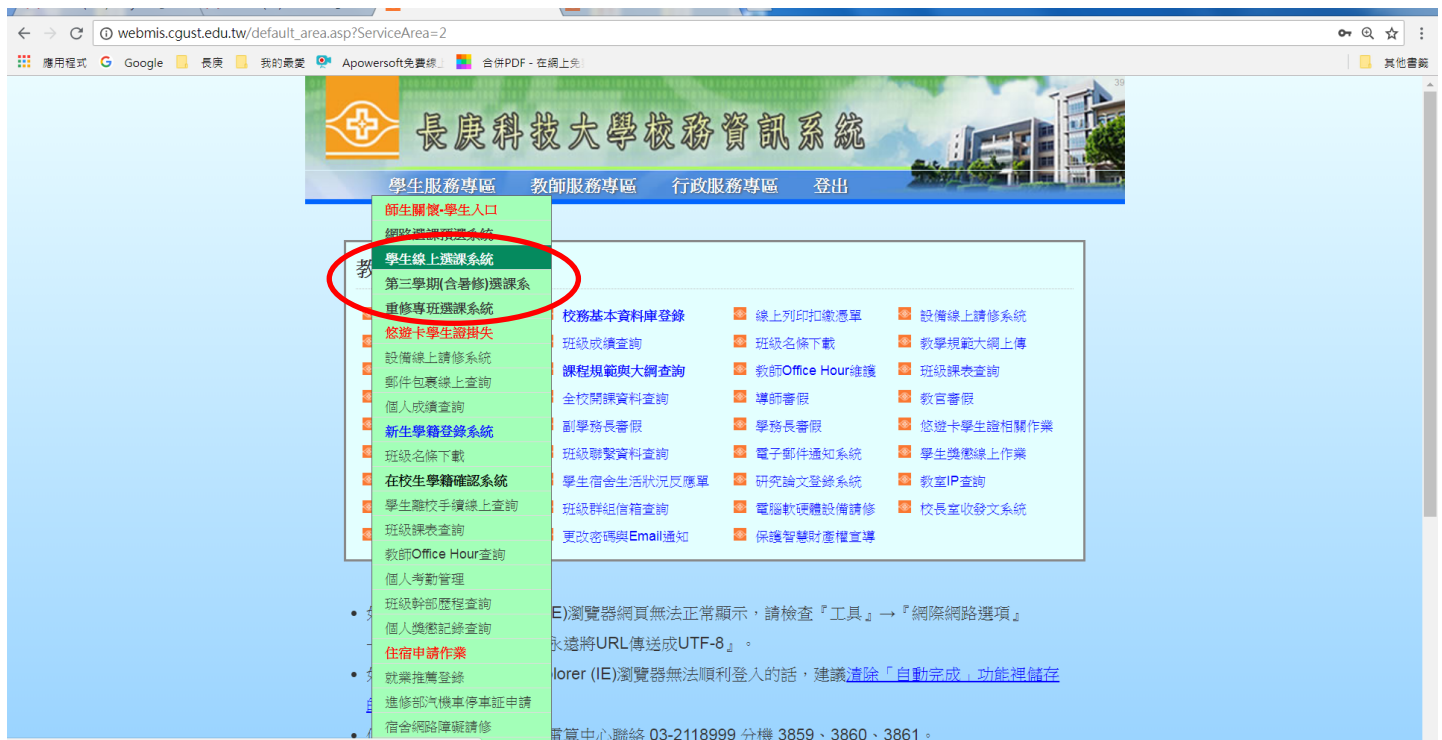 webmis.cgust.edu.tw/default_area.asp?ServiceArea=2
應用程式 Google 長庚 我的最愛 Apowersoft免費線 合併PDF - 在網上免 其他書籤
39
長庚科技大學校務資訊系統
學生服務專區 教師服務專區 行政服務專區 登出
師生關懷-學生入口
網路選課預選系統
學生線上選課系統
教
第三學期(含暑修)選課系
重修專班選課系統
校務基本資料庫登錄 線上列印扣繳憑單 設備線上請修系統
悠遊卡學生證掛失
班級成績查詢 班級名條下載 教學規範大綱上傳
設備線上請修系統
課程規範與大綱查詢 教師Office Hour維護 班級課表查詢
郵件包裹線上查詢
全校開課資料查詢 導師審假 教官審假
個人成績查詢
新生學籍登錄系統
副學務長審假 學務長審假 悠遊卡學生證相關作業
班級名條下載
班級聯繫資料查詢 電子郵件通知系統 學生獎懲線上作業
在校生學籍確認系統
學生宿舍生活狀況反應單 研究論文登錄系統 教室IP查詢
學生離校手續線上查詢
班級群組信箱查詢 電腦軟硬體設備請修 校長室收發文系統
班級課表查詢
更改密碼與Email通知 保護智慧財產權宣導
教師Office Hour查詢
個人考勤管理
班級幹部歷程查詢
E)瀏覽器網頁無法正常顯示，請檢查『工具』→『網際網路選項』
個人獎懲記錄查詢
永遠將URL傳送成UTF-8』。
住宿申請作業
lorer (IE)瀏覽器無法順利登入的話，建議清除「自動完成」功能裡儲存
就業推薦登錄
進修部汽機車停車証申請
宿舍網路障礙請修
電算中心聯絡 03-2118999 分機 3859、3860、3861。